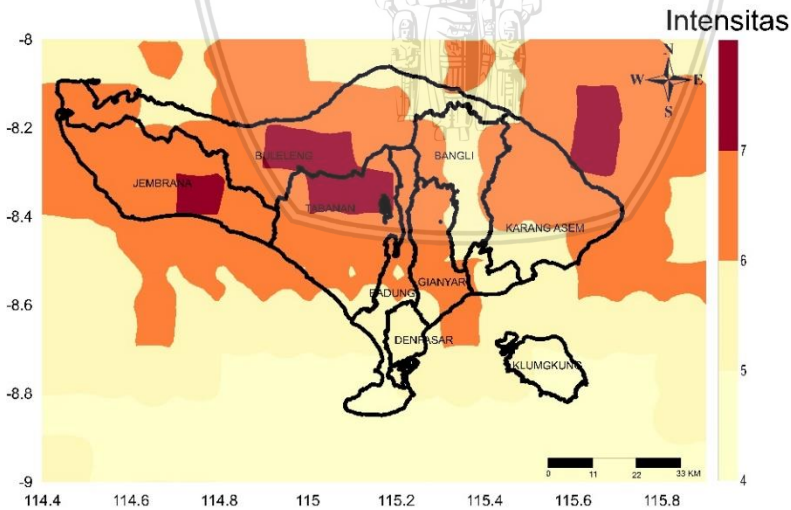 Intensitas
N
W E
S
-8
-8.2
-8.4
-8.6
-8.8
-9
114.4 114.6 114.8 115 115.2 115.4 115.6 115.8
7
6
5
4
BULELENG
BANGLI
JEMBRANA
TABANAN
KARANG ASEM
BADUNG
GIANYAR
DENPASAR
KLUMGKUNG
0 11 22 33 KM